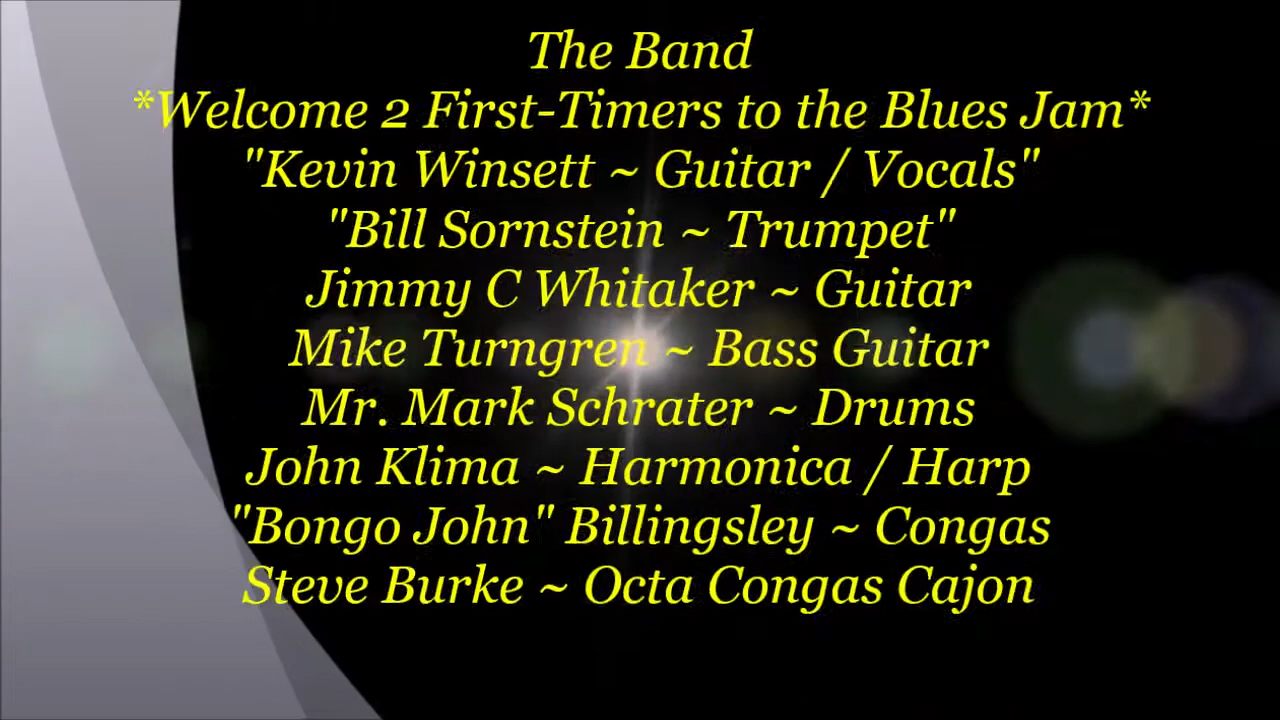 The Band
*Welcome 2 First-Timers to the Blues Jam*
"Kevin Winsett ~ Guitar / Vocals"
"Bill Sornstein ~ Trumpet"
Jimmy C Whitaker ~ Guitar
Mike Turngren ~ Bass Guitar
Mr. Mark Schrater ~ Drums
John Klima ~ Harmonica / Harp
"Bongo John" Billingsley ~ Congas
Steve Burke ~ Octa Congas Cajon